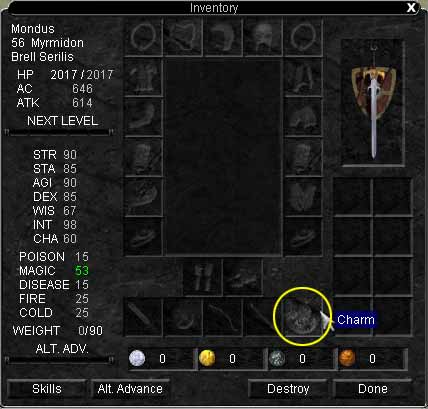 Inventory
X
Mondus
56 Myrmidon
Brell Serilis
HP 2017 / 2017
AC 646
ATK 614
NEXT LEVEL
STR 90
STA 85
AGI 90
DEX 85
WIS 67
INT 98
CHA 60
POISON 15
MAGIC 53
DISEASE 15
FIRE 25
COLD 25
WEIGHT 0/90
ALT. ADV.
Charm
0 0 0 0
Skills Alt. Advance Destroy Done